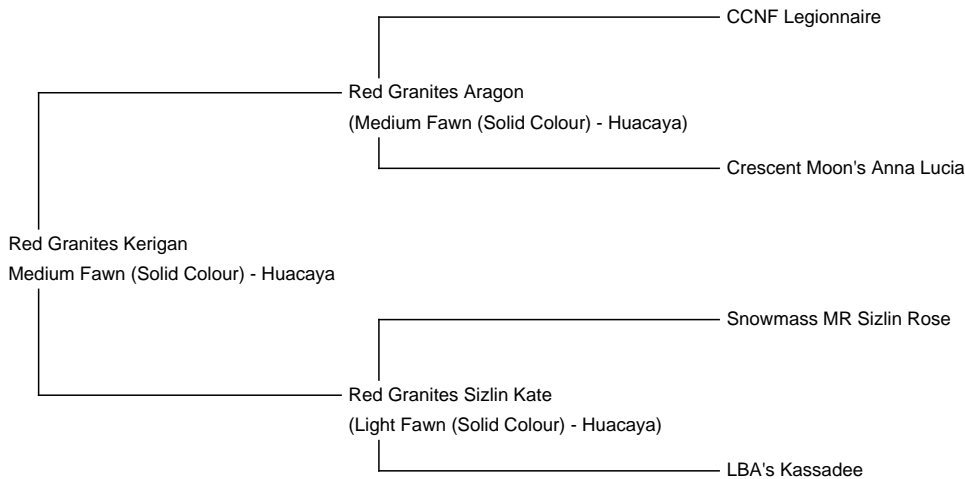 CCNF Legionnaire
Red Granites Aragon
(Medium Fawn (Solid Colour) - Huacaya)
Crescent Moon's Anna Lucia
Red Granites Kerigan
Medium Fawn (Solid Colour) - Huacaya
Snowmass MR Sizlin Rose
Red Granites Sizlin Kate
(Light Fawn (Solid Colour) - Huacaya)
LBA's Kassadee